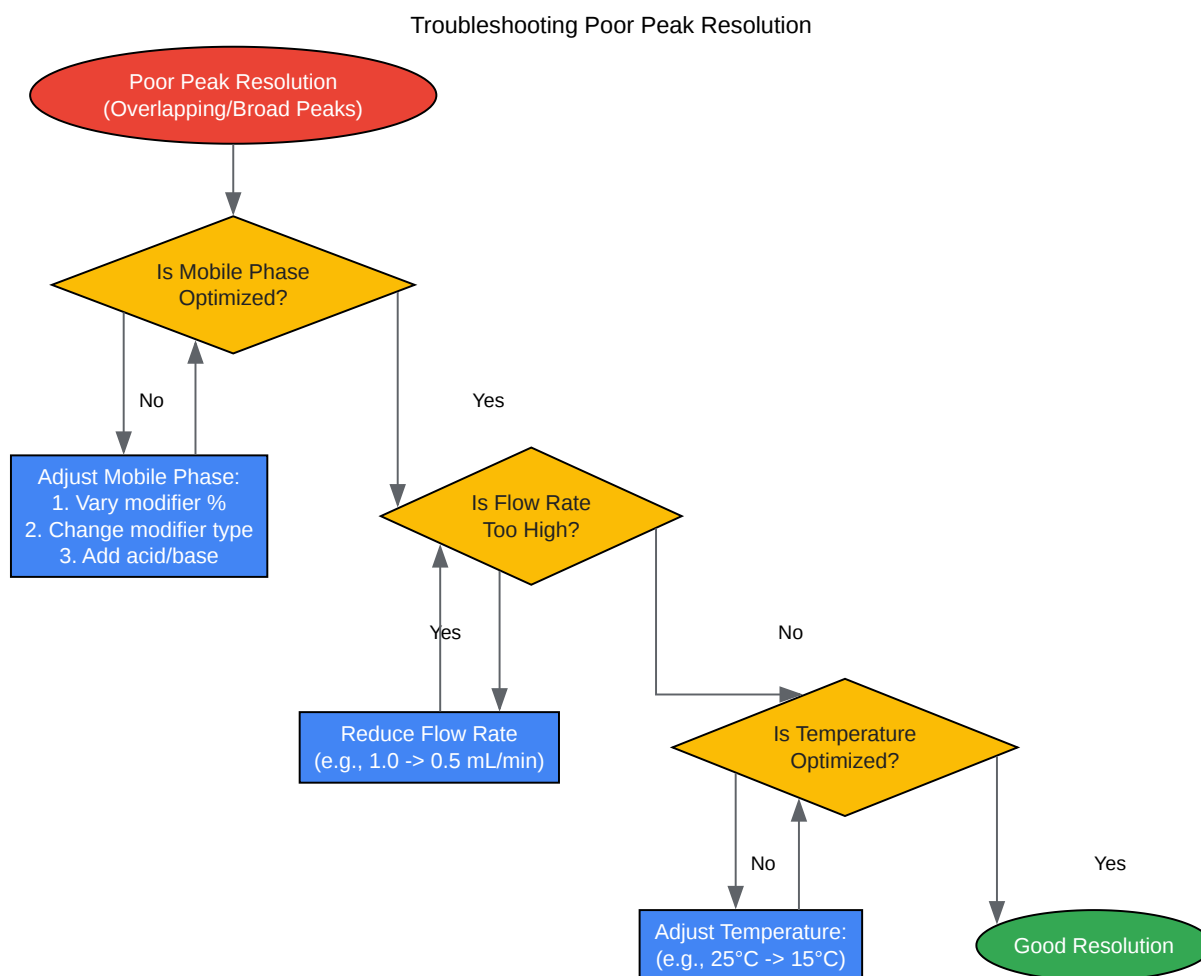 Troubleshooting Poor Peak Resolution
Poor Peak Resolution
(Overlapping/Broad Peaks)
Is Mobile Phase
Optimized?
No
Yes
Adjust Mobile Phase:
1. Vary modifier %
2. Change modifier type
3. Add acid/base
Is Flow Rate
Too High?
Yes
No
Reduce Flow Rate
(e.g., 1.0 -> 0.5 mL/min)
Is Temperature
Optimized?
No
Yes
Adjust Temperature:
(e.g., 25°C -> 15°C)
Good Resolution